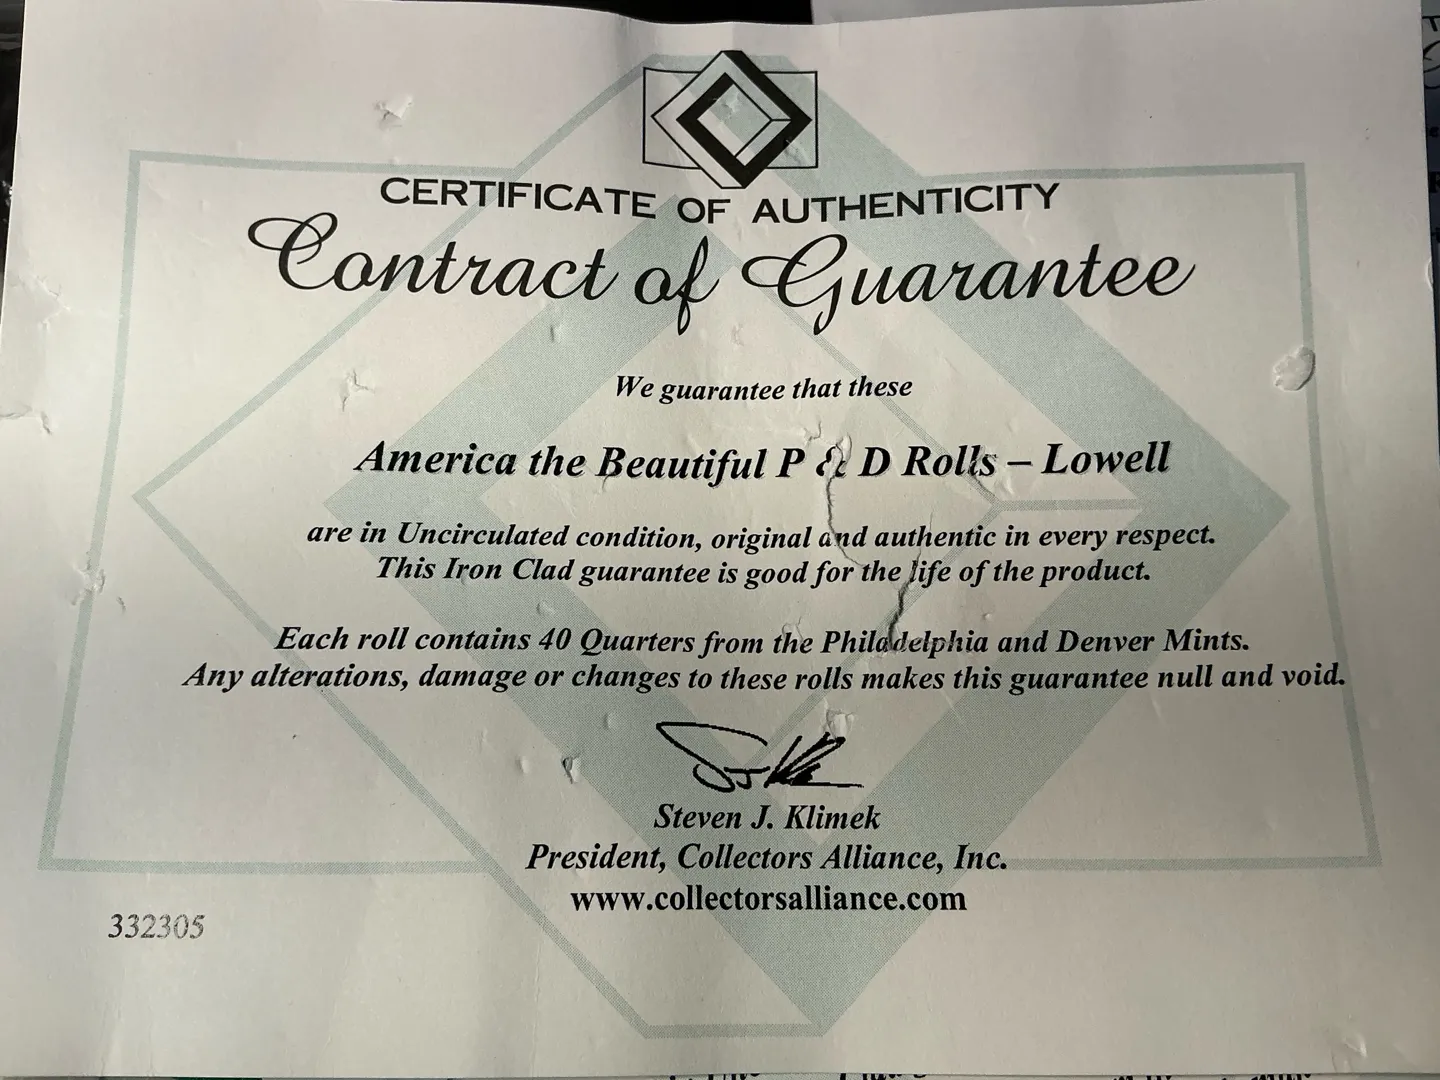 CERTIFICATE OF AUTHENTICITY
Contract of Guarantee
We guarantee that these
America the Beautiful P & D Rolls – Lowell
are in Uncirculated condition, original and authentic in every respect.
This Iron Clad guarantee is good for the life of the product.
Each roll contains 40 Quarters from the Philadelphia and Denver Mints.
Any alterations, damage or changes to these rolls makes this guarantee null and void.
Steven J. Klimek
President, Collectors Alliance, Inc.
www.collectorsalliance.com
332305